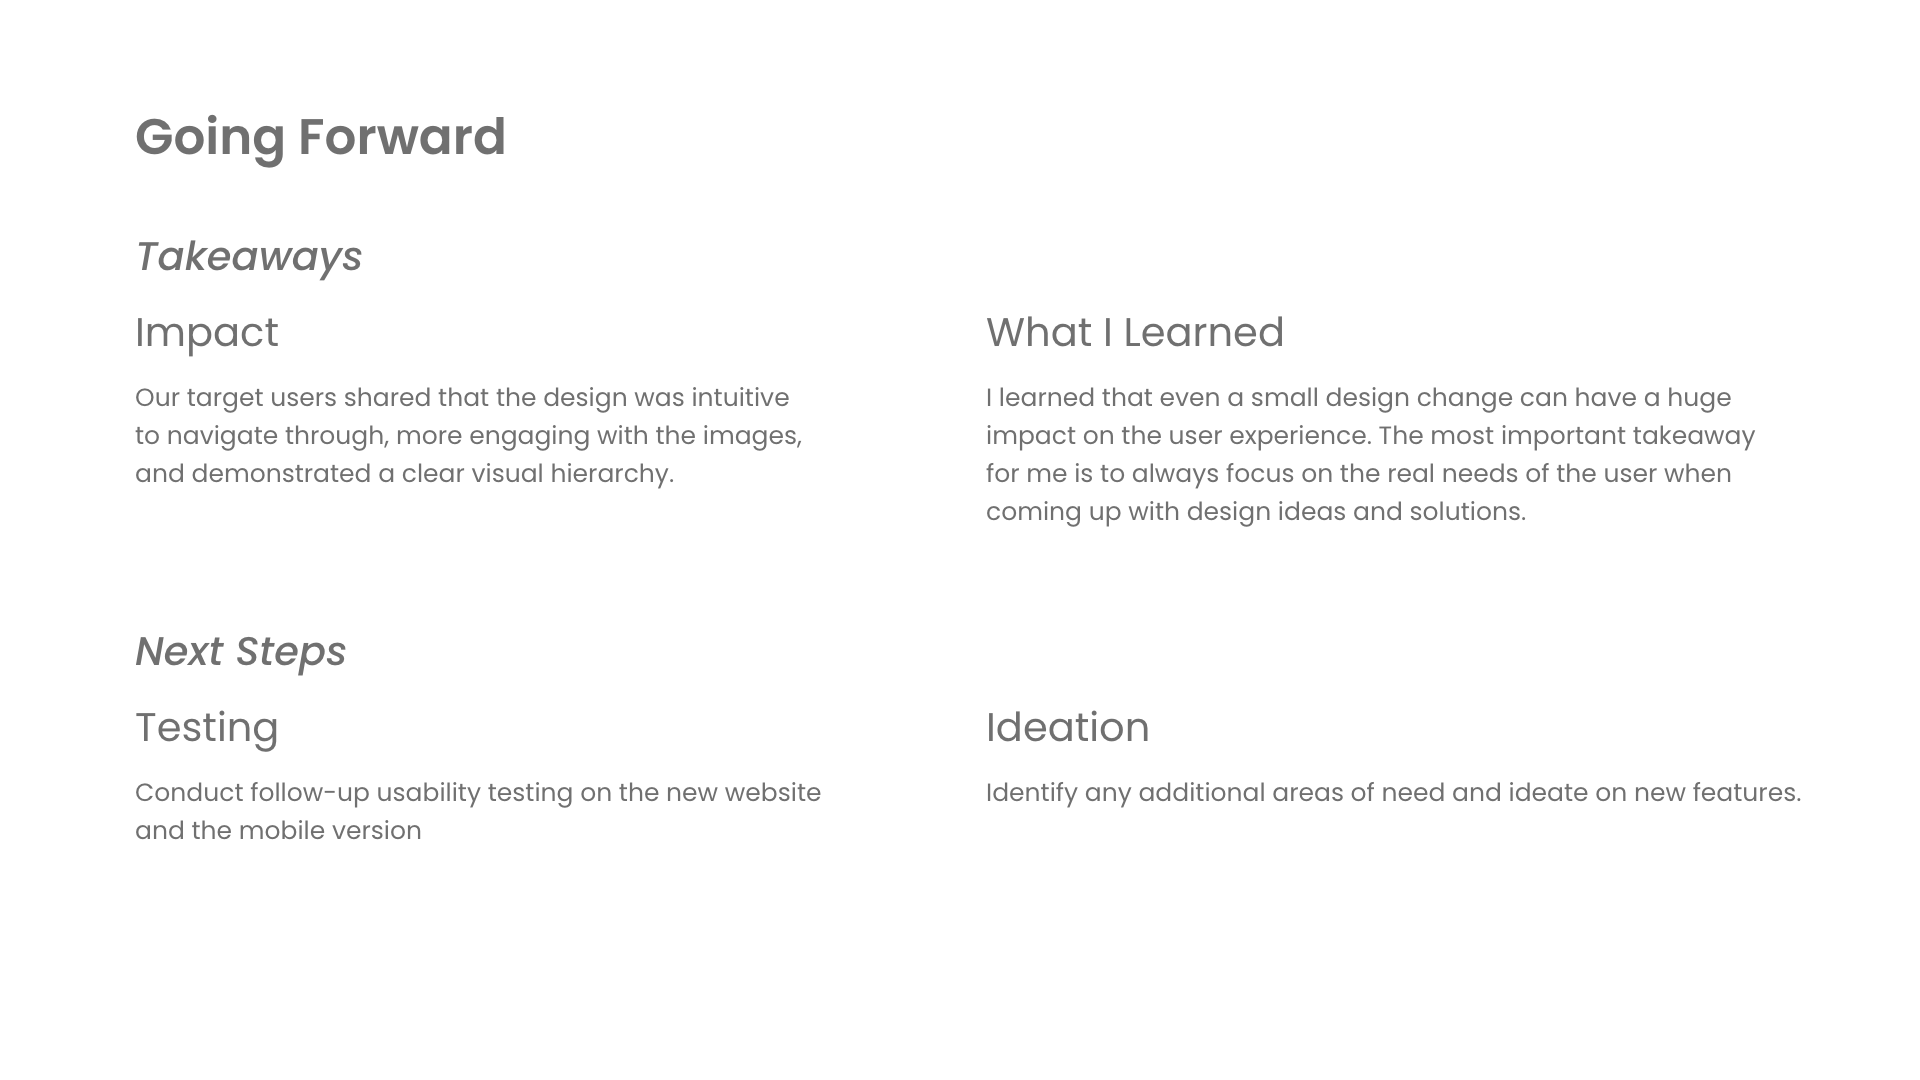 Going Forward
Takeaways
Impact
Our target users shared that the design was intuitive
to navigate through, more engaging with the images,
and demonstrated a clear visual hierarchy.
What I Learned
I learned that even a small design change can have a huge
impact on the user experience. The most important takeaway
for me is to always focus on the real needs of the user when
coming up with design ideas and solutions.
Next Steps
Testing
Conduct follow-up usability testing on the new website
and the mobile version
Ideation
Identify any additional areas of need and ideate on new features.